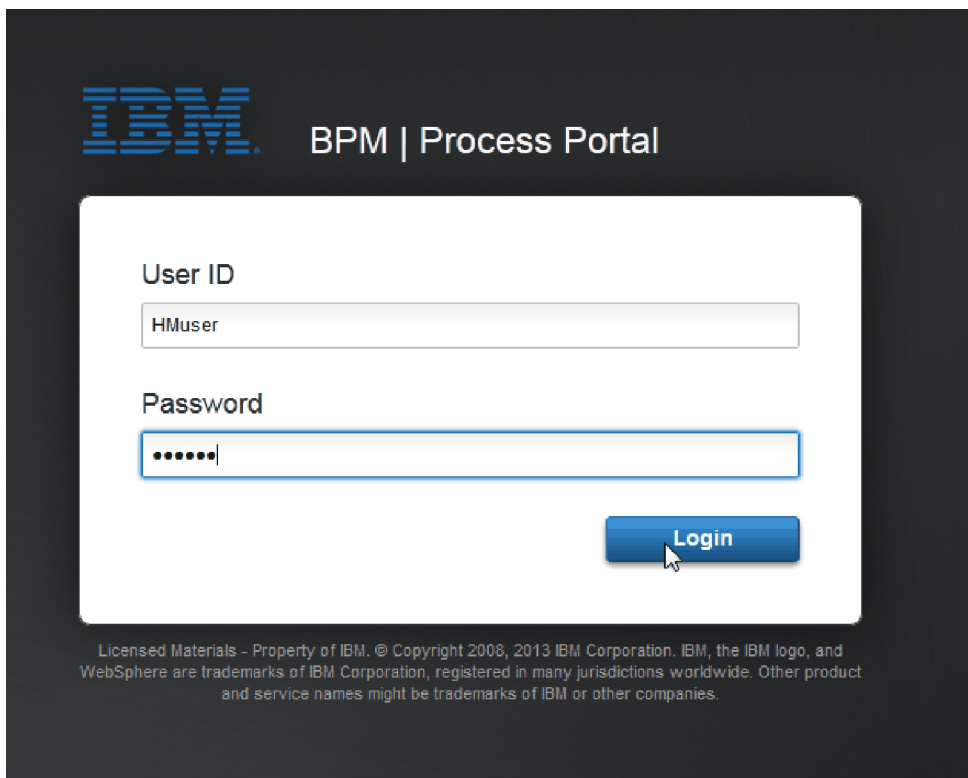 IBM.
BPM | Process Portal
User ID
HMuser
Password
••••••
Login
Licensed Materials - Property of IBM. © Copyright 2008, 2013 IBM Corporation. IBM, the IBM logo, and
WebSphere are trademarks of IBM Corporation, registered in many jurisdictions worldwide. Other product
and service names might be trademarks of IBM or other companies.